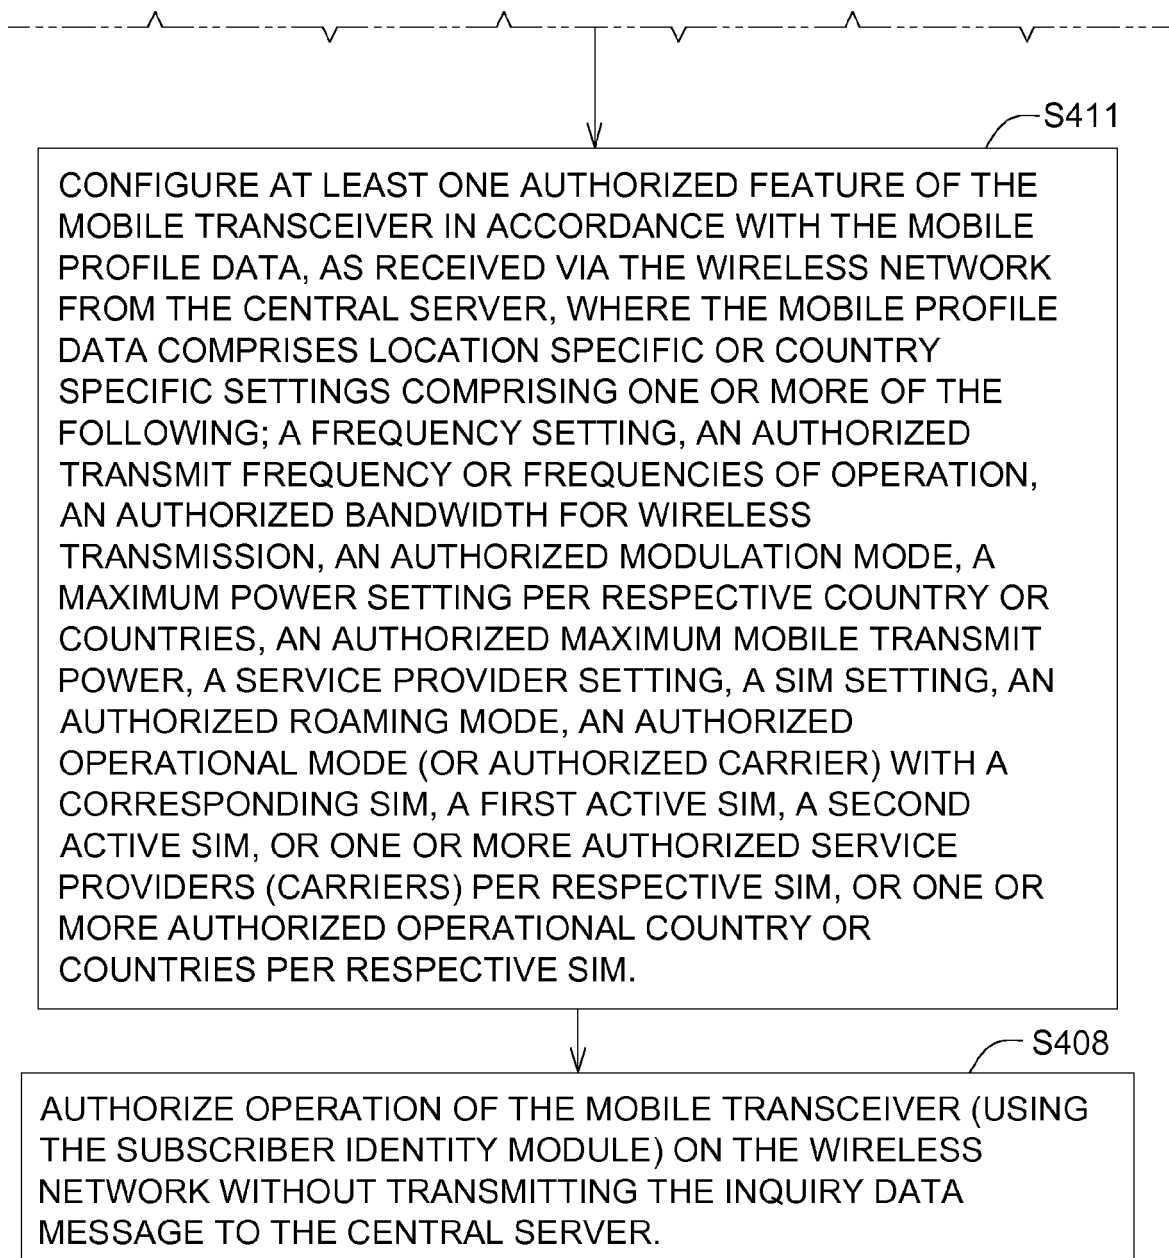 S411
CONFIGURE AT LEAST ONE AUTHORIZED FEATURE OF THE
MOBILE TRANSCEIVER IN ACCORDANCE WITH THE MOBILE
PROFILE DATA, AS RECEIVED VIA THE WIRELESS NETWORK
FROM THE CENTRAL SERVER, WHERE THE MOBILE PROFILE
DATA COMPRISES LOCATION SPECIFIC OR COUNTRY
SPECIFIC SETTINGS COMPRISING ONE OR MORE OF THE
FOLLOWING; A FREQUENCY SETTING, AN AUTHORIZED
TRANSMIT FREQUENCY OR FREQUENCIES OF OPERATION,
AN AUTHORIZED BANDWIDTH FOR WIRELESS
TRANSMISSION, AN AUTHORIZED MODULATION MODE, A
MAXIMUM POWER SETTING PER RESPECTIVE COUNTRY OR
COUNTRIES, AN AUTHORIZED MAXIMUM MOBILE TRANSMIT
POWER, A SERVICE PROVIDER SETTING, A SIM SETTING, AN
AUTHORIZED ROAMING MODE, AN AUTHORIZED
OPERATIONAL MODE (OR AUTHORIZED CARRIER) WITH A
CORRESPONDING SIM, A FIRST ACTIVE SIM, A SECOND
ACTIVE SIM, OR ONE OR MORE AUTHORIZED SERVICE
PROVIDERS (CARRIERS) PER RESPECTIVE SIM, OR ONE OR
MORE AUTHORIZED OPERATIONAL COUNTRY OR
COUNTRIES PER RESPECTIVE SIM.
S408
AUTHORIZE OPERATION OF THE MOBILE TRANSCEIVER (USING
THE SUBSCRIBER IDENTITY MODULE) ON THE WIRELESS
NETWORK WITHOUT TRANSMITTING THE INQUIRY DATA
MESSAGE TO THE CENTRAL SERVER.